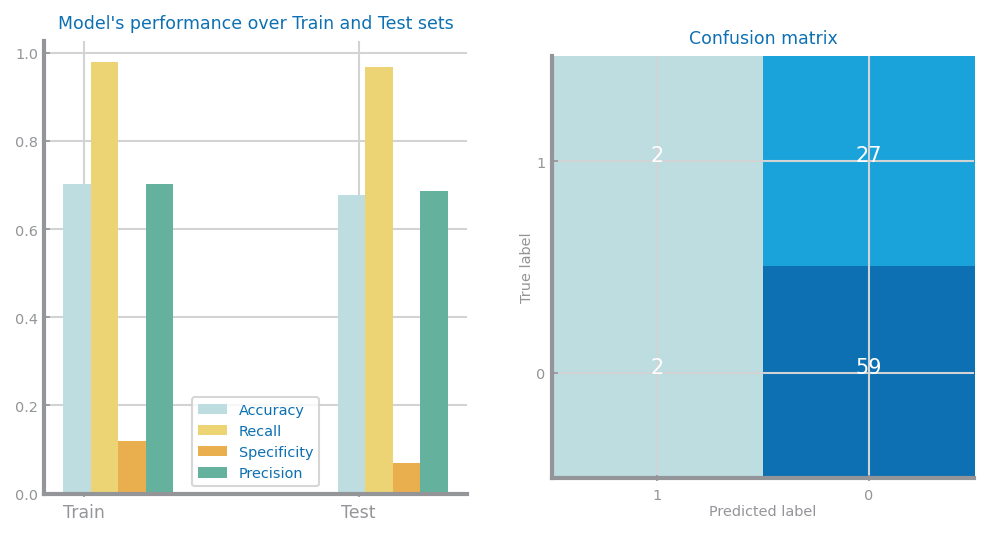 Model's performance over Train and Test sets
1.0
0.8
0.6
0.4
0.2
0.0
Train
Test
Accuracy
Recall
Specificity
Precision
Confusion matrix
True label
1
0
2
27
2
59
1
0
Predicted label